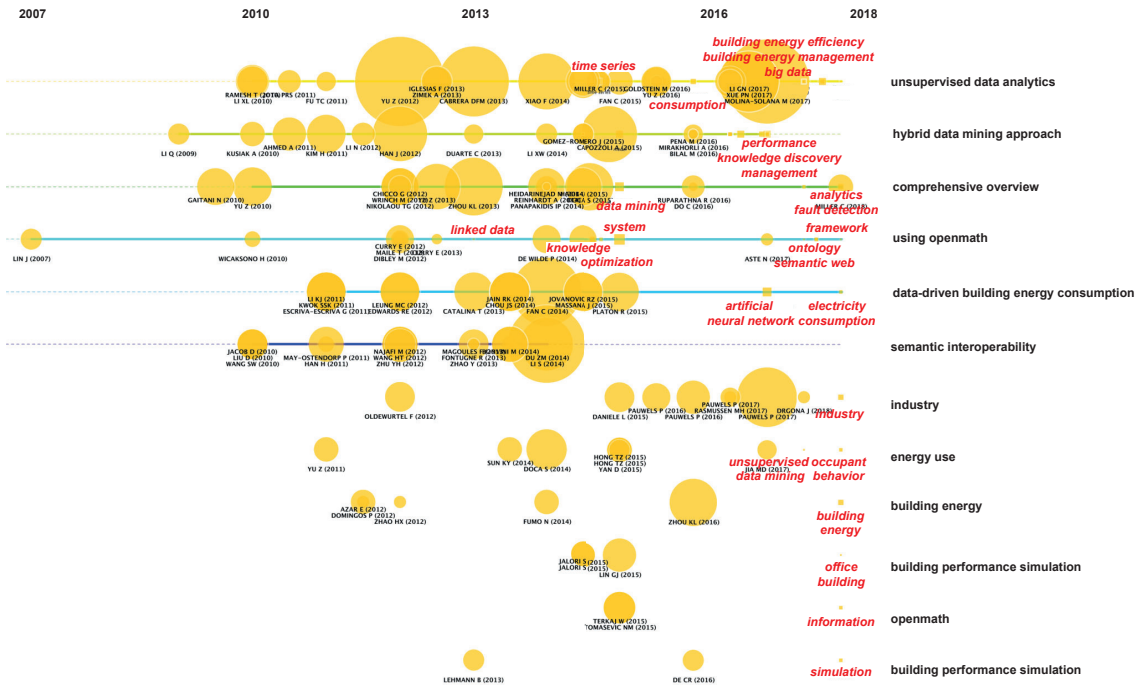 2007 2010 2013 2016 2018
building energy efficiency
building energy management
time series
big data
unsupervised data analytics
RAMESH T (2010) PRS (2011)
LI XL (2010)
FU TC (2011)
YU Z (2012)
IGLESIAS F (2013)
ZIMEK A (2013)
CABRERA DFM (2013)
XIAO F (2014)
MILLER C (2015)
FAN C (2015)
GOLDSTEIN M (2016)
YU Z (2016)
LI GN (2017)
XUE PN (2017)
MOLINA-SOLANA M (2017)
consumption
hybrid data mining approach
LI Q (2009)
KUSIAK A (2010)
AHMED A (2011)
KIM H (2011)
LI N (2012)
HAN J (2012)
DUARTE C (2013)
LI XW (2014)
GOMEZ-ROMERO J (2015)
CAPOZZOLI A (2015)
PENA M (2016)
MIRAKHORLI A (2016)
BILAL M (2016)
performance
knowledge discovery
management
comprehensive overview
GAITANI N (2010)
YU Z (2010)
CHICCO G (2012)
WRINCH M (2012)
NIKOLAOU TG (2012)
ZHOU KL (2013)
HEIDARINEJAD M (2014)
REINHARDT A
PANAPAKIDIS IP (2014)
RUPARATHNA R (2016)
DO C (2016)
MILLER C (2018)
data mining
analytics
fault detection
linked data
system
framework
using openmath
LIN J (2007)
WICAKSONO H (2010)
CURRY E (2012)
MAILE T (2012)
CURRY E (2013)
DIBLEY M (2012)
DE WILDE P (2014)
ASTE N (2017)
knowledge
optimization
ontology
semantic web
data-driven building energy consumption
LI KJ (2011)
KWOK SSK (2011)
ESCRIVA-ESCRIVA G (2011)
LEUNG MC (2012)
EDWARDS RE (2012)
CATALINA T (2013)
JAIN RK (2014)
CHOU JS (2014)
FAN C (2014)
JOVANOVIC RZ (2015)
MASSANA J (2015)
PLATON R (2015)
artificial
neural network
electricity
consumption
semantic interoperability
JACOB D (2010)
LIU D (2010)
WANG SW (2010)
MAY-OSTENDORP P (2011)
HAN H (2011)
NAJAFI M (2012)
WANG HT (2012)
ZHU YH (2012)
MAGOULES F
FONTUGNE R (2013)
ZHAO Y (2013)
DU ZM (2014)
LI S (2014)
industry
OLDEWURTEL F (2012)
DANIELE L (2015)
PAUWELS P (2016)
PAUWELS P (2016)
PAUWELS P (2017)
RASMUSSEN MH (2017)
PAUWELS P (2017)
DRGONA J (2018)
industry
energy use
YU Z (2011)
SUN KY (2014)
DOCA S (2014)
HONG TZ (2015)
HONG TZ (2015)
YAN D (2015)
JIA MD (2017)
unsupervised
data mining
occupant
behavior
building energy
AZAR E (2012)
DOMINGOS P (2012)
ZHAO HX (2012)
FUMO N (2014)
ZHOU KL (2016)
building
energy
building performance simulation
JALORI S (2015)
JALORI S (2015)
LIN GJ (2015)
office
building
openmath
TERKAJ W (2015)
TOMASEVIC NM (2015)
information
building performance simulation
LEHMANN B (2013)
DE CR (2016)
simulation